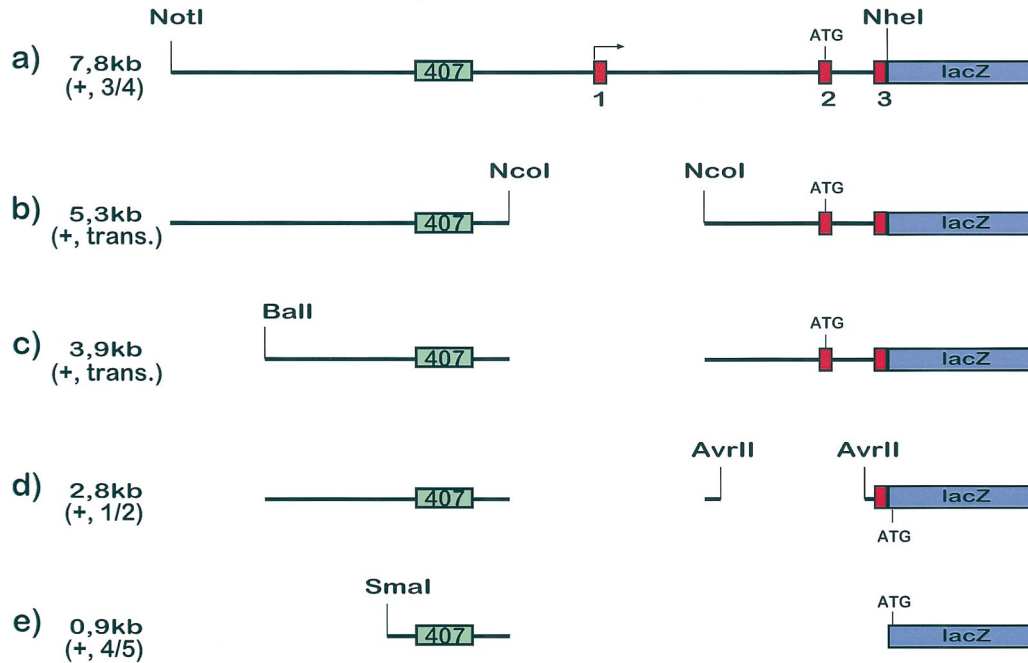 NotI
ATG
NheI
a)
7,8kb
(+, 3/4)
407
lacZ
1
2
3
NcoI
NcoI
ATG
b)
5,3kb
(+, trans.)
407
lacZ
Ball
ATG
c)
3,9kb
(+, trans.)
407
lacZ
AvrII
AvrII
d)
2,8kb
(+, 1/2)
407
lacZ
ATG
SmaI
ATG
e)
0,9kb
(+, 4/5)
407
lacZ